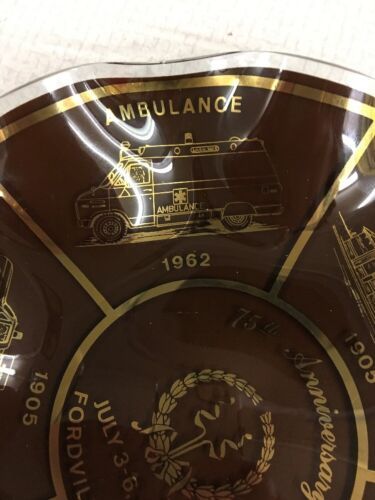 AMBULANCE
AMBULANCE
1962
1905
1905
75th Anniversary
JULY 3-6
FORDVIL